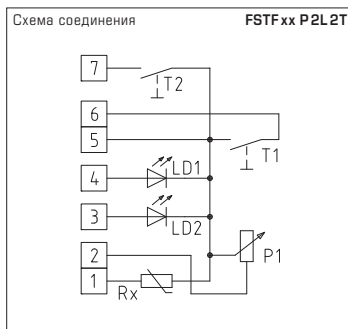 Схема соединения FSTFxx P2L2T
7
T2
6
5
T1
4
LD1
3
LD2
2
P1
1
Rx